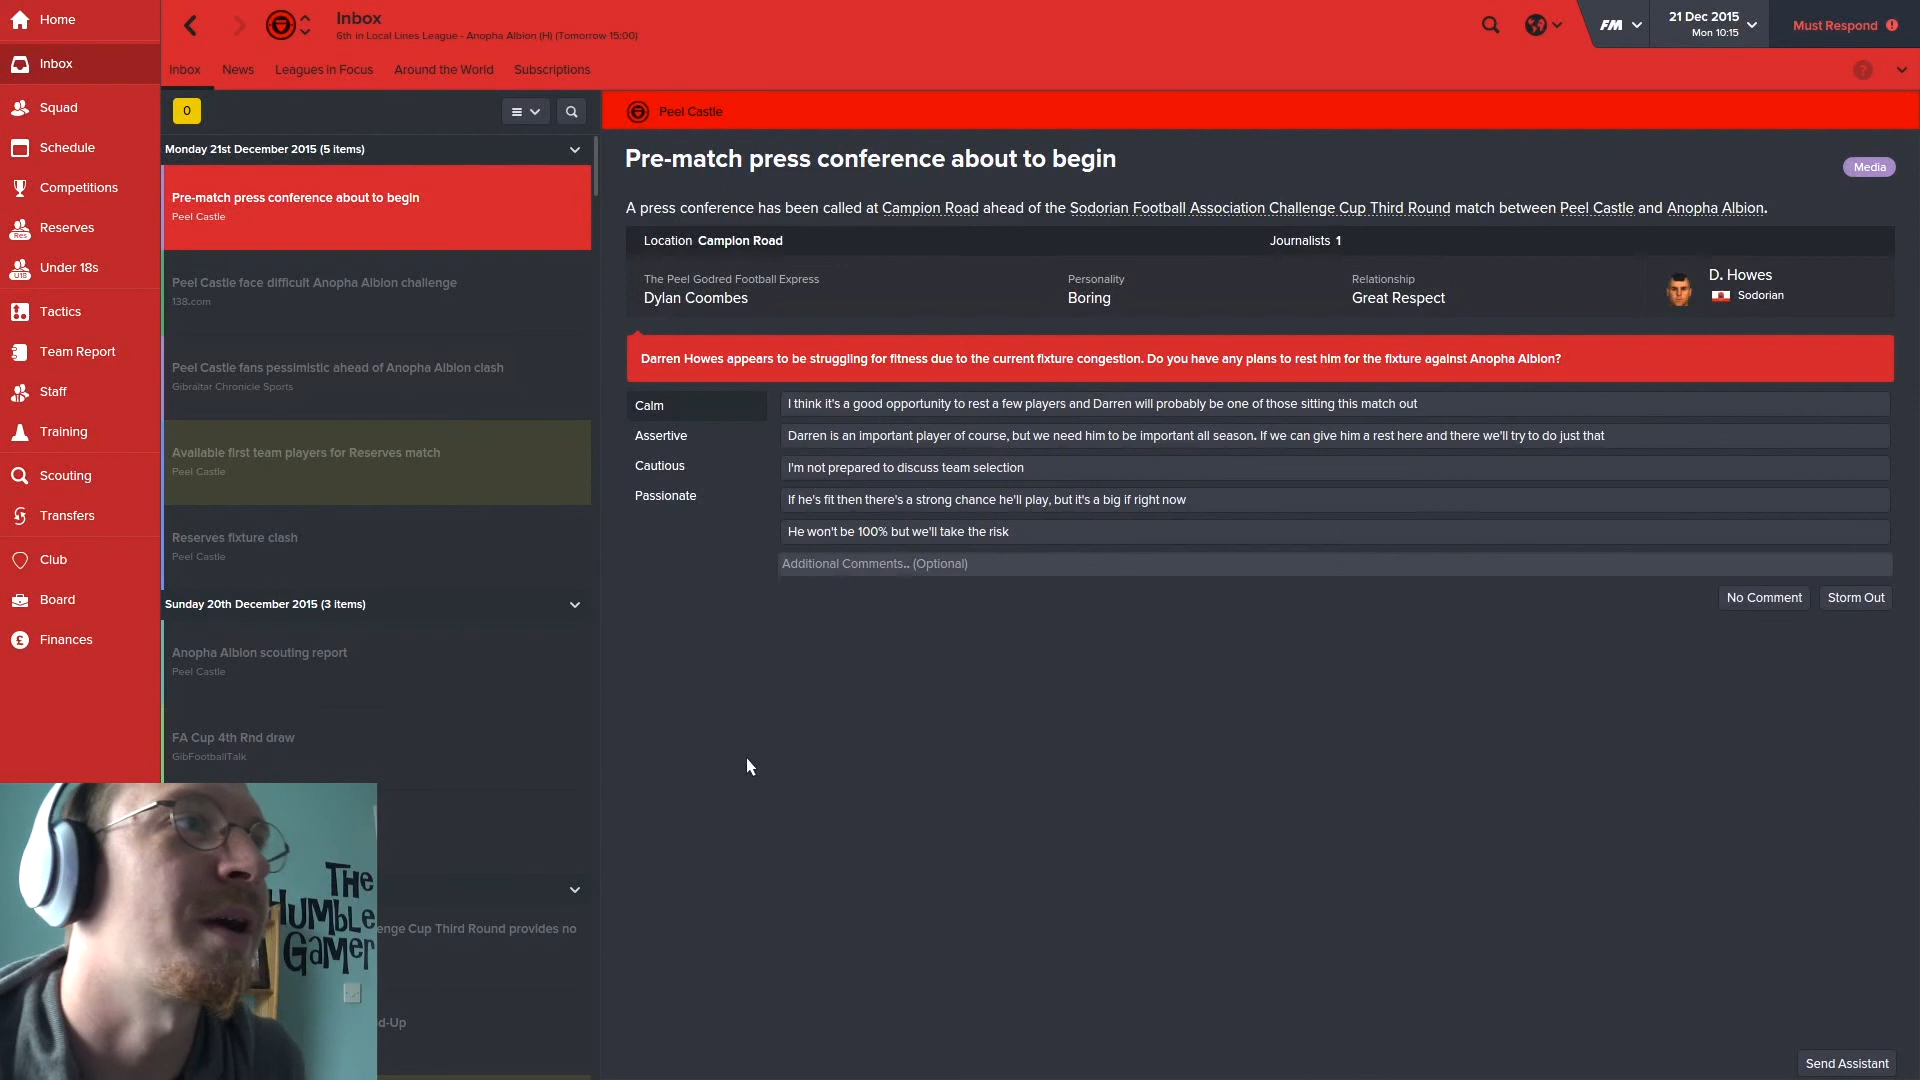 Home
Inbox
Squad
Schedule
Competitions
Reserves
Under 18s
Tactics
Team Report
Staff
Training
Scouting
Transfers
Club
Board
Finances
Inbox
6th in Local Lines League - Anopha Albion (H) (Tomorrow 15:00)
FM
21 Dec 2015
Mon 10:15
Must Respond
Inbox News Leagues in Focus Around the World Subscriptions
0
Monday 21st December 2015 (5 items)
Pre-match press conference about to begin
Peel Castle
Peel Castle face difficult Anopha Albion challenge
138.com
Peel Castle fans pessimistic ahead of Anopha Albion clash
Gibraltar Chronicle Sports
Available first team players for Reserves match
Peel Castle
Reserves fixture clash
Peel Castle
Sunday 20th December 2015 (3 items)
Anopha Albion scouting report
Peel Castle
FA Cup 4th Rnd draw
GibFootballTalk
enge Cup Third Round provides no
d-Up
THE
HUMBLE
GAMER
Peel Castle
Pre-match press conference about to begin
Media
A press conference has been called at Campion Road ahead of the Sodorian Football Association Challenge Cup Third Round match between Peel Castle and Anopha Albion.
Location Campion Road Journalists 1
The Peel Godred Football Express Personality Relationship
Dylan Coombes Boring Great Respect
D. Howes
Sodorian
Darren Howes appears to be struggling for fitness due to the current fixture congestion. Do you have any plans to rest him for the fixture against Anopha Albion?
Calm
Assertive
Cautious
Passionate
I think it's a good opportunity to rest a few players and Darren will probably be one of those sitting this match out
Darren is an important player of course, but we need him to be important all season. If we can give him a rest here and there we'll try to do just that
I'm not prepared to discuss team selection
If he's fit then there's a strong chance he'll play, but it's a big if right now
He won't be 100% but we'll take the risk
Additional Comments.. (Optional)
No Comment Storm Out
Send Assistant